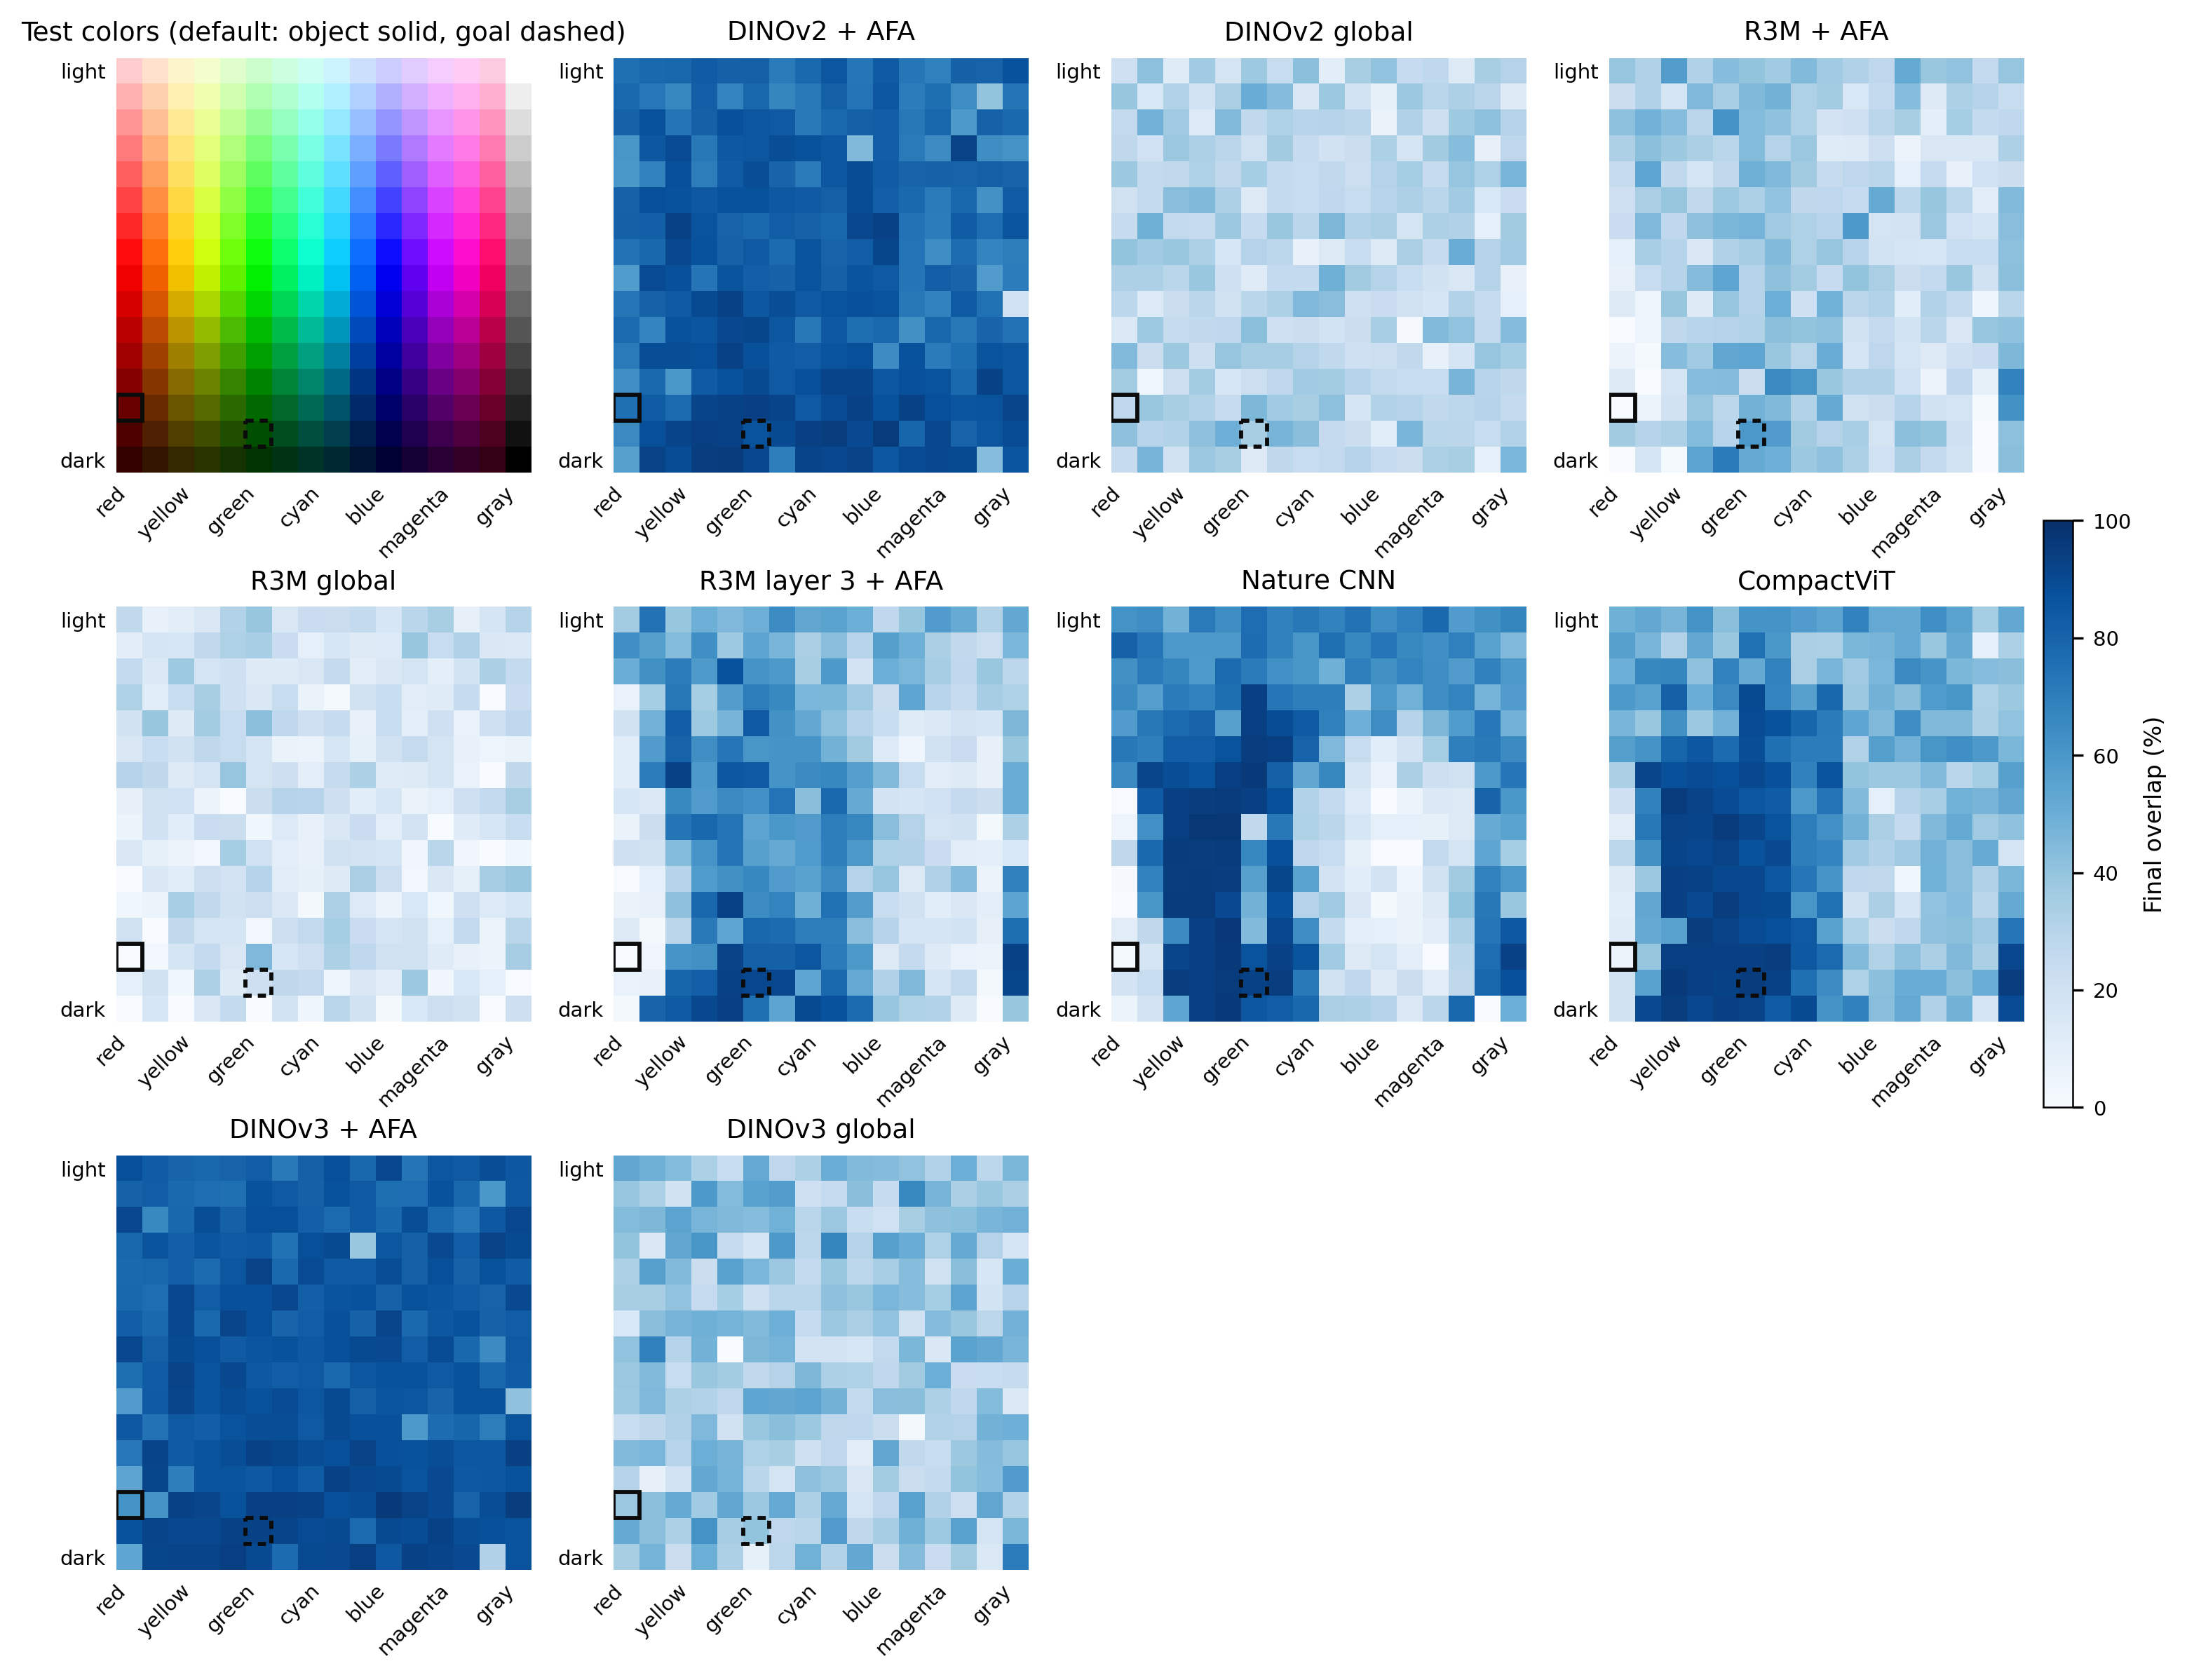 Test colors (default: object solid, goal dashed)
DINOv2 + AFA
DINOv2 global
R3M + AFA
light
light
light
light
dark
dark
dark
dark
red
yellow
green
cyan
blue
magenta
gray
red
yellow
green
cyan
blue
magenta
gray
red
yellow
green
cyan
blue
magenta
gray
red
yellow
green
cyan
blue
magenta
gray
R3M global
R3M layer 3 + AFA
Nature CNN
CompactViT
light
light
light
light
dark
dark
dark
dark
red
yellow
green
cyan
blue
magenta
gray
red
yellow
green
cyan
blue
magenta
gray
red
yellow
green
cyan
blue
magenta
gray
red
yellow
green
cyan
blue
magenta
gray
100
80
60
40
20
0
Final overlap (%)
DINOv3 + AFA
DINOv3 global
light
light
dark
dark
red
yellow
green
cyan
blue
magenta
gray
red
yellow
green
cyan
blue
magenta
gray